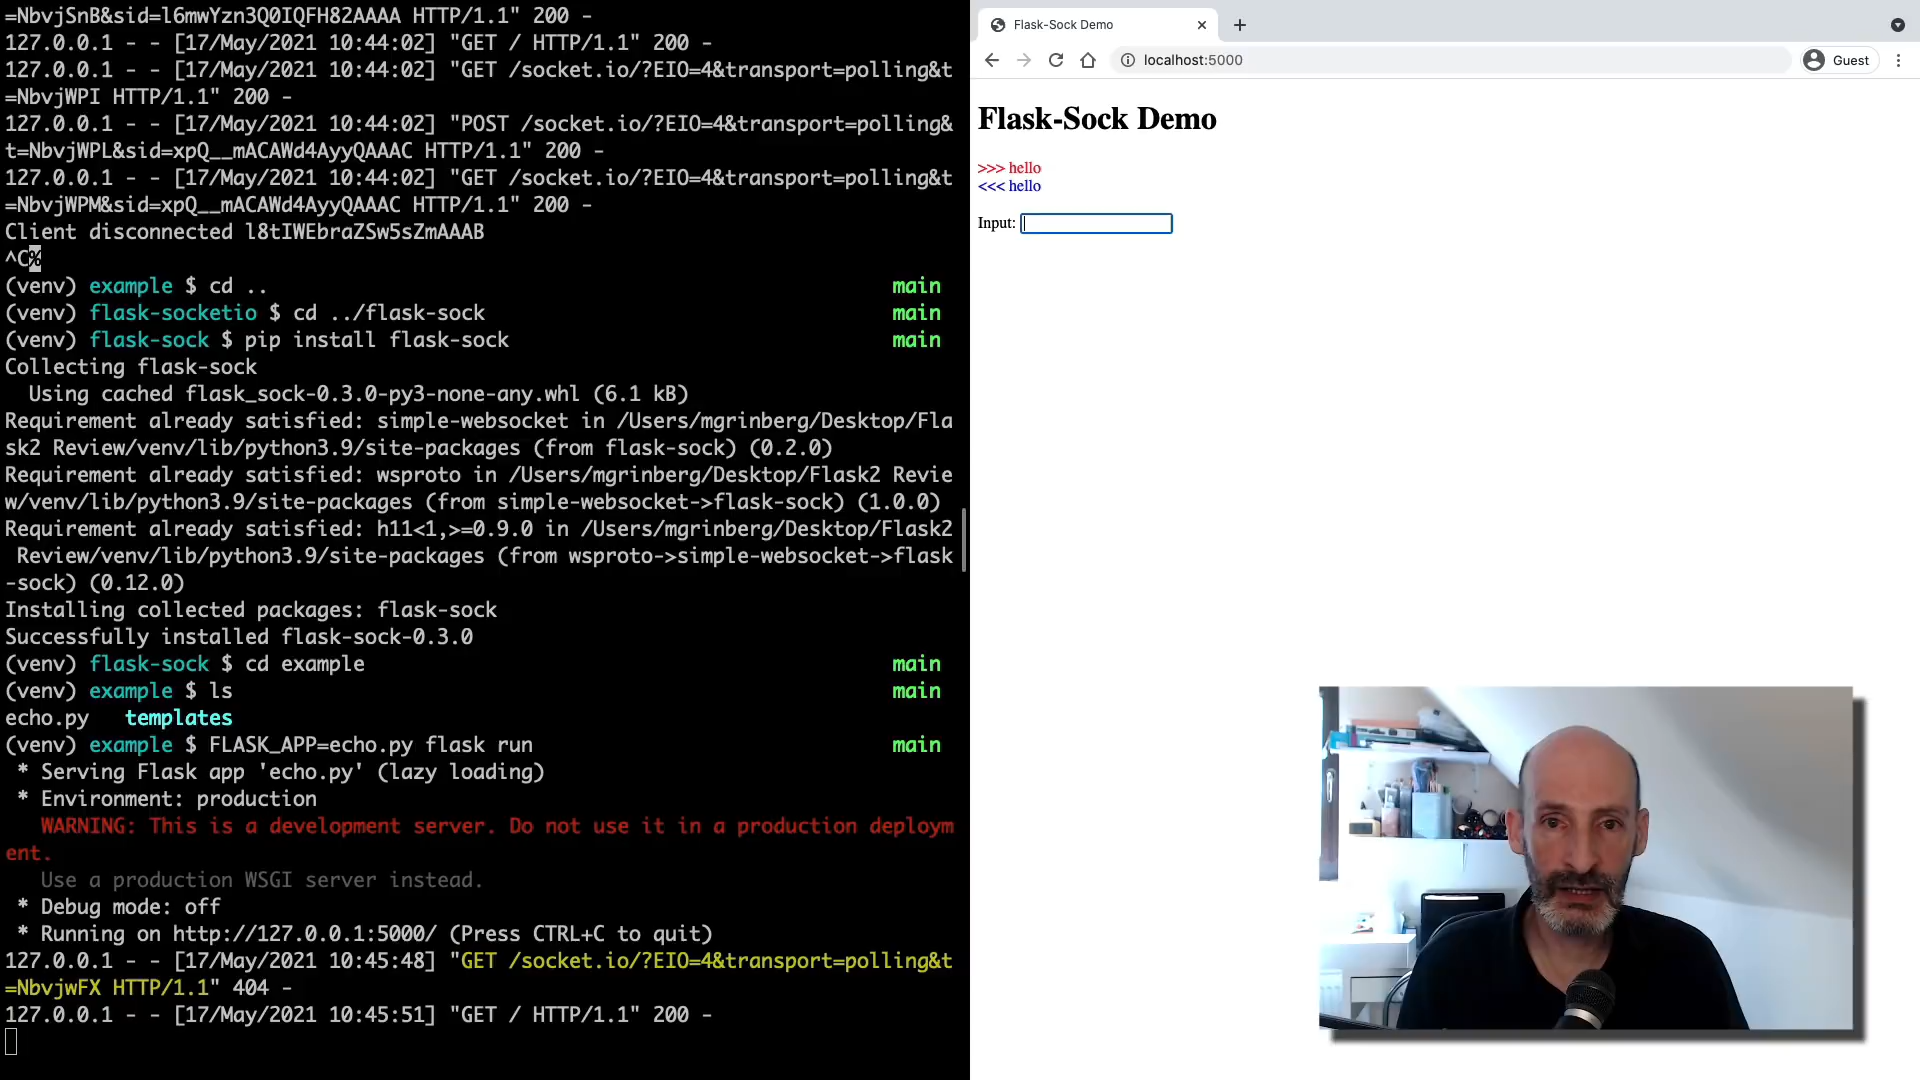 =NbvjSnB&sid=l6mwYzn3Q0IQFH82AAAA HTTP/1.1" 200 -
127.0.0.1 - - [17/May/2021 10:44:02] "GET / HTTP/1.1" 200 -
127.0.0.1 - - [17/May/2021 10:44:02] "GET /socket.io/?EIO=4&transport=polling&t
=NbvjWPI HTTP/1.1" 200 -
127.0.0.1 - - [17/May/2021 10:44:02] "POST /socket.io/?EIO=4&transport=polling&
t=NbvjWPL&sid=xpQ__mACAWd4AyyQAAAC HTTP/1.1" 200 -
127.0.0.1 - - [17/May/2021 10:44:02] "GET /socket.io/?EIO=4&transport=polling&t
=NbvjWPM&sid=xpQ__mACAWd4AyyQAAAC HTTP/1.1" 200 -
Client disconnected l8tIWEbraZSw5sZmAAAB
^C%
(venv) example $ cd .. main
(venv) flask-socketio $ cd ../flask-sock main
(venv) flask-sock $ pip install flask-sock main
Collecting flask-sock
Using cached flask_sock-0.3.0-py3-none-any.whl (6.1 kB)
Requirement already satisfied: simple-websocket in /Users/mgrinberg/Desktop/Fla
sk2 Review/venv/lib/python3.9/site-packages (from flask-sock) (0.2.0)
Requirement already satisfied: wsproto in /Users/mgrinberg/Desktop/Flask2 Revie
w/venv/lib/python3.9/site-packages (from simple-websocket->flask-sock) (1.0.0)
Requirement already satisfied: h11<1,>=0.9.0 in /Users/mgrinberg/Desktop/Flask2
Review/venv/lib/python3.9/site-packages (from wsproto->simple-websocket->flask
-sock) (0.12.0)
Installing collected packages: flask-sock
Successfully installed flask-sock-0.3.0
(venv) flask-sock $ cd example main
(venv) example $ ls main
echo.py templates
(venv) example $ FLASK_APP=echo.py flask run main
* Serving Flask app 'echo.py' (lazy loading)
* Environment: production
WARNING: This is a development server. Do not use it in a production deploym
ent.
Use a production WSGI server instead.
* Debug mode: off
* Running on http://127.0.0.1:5000/ (Press CTRL+C to quit)
127.0.0.1 - - [17/May/2021 10:45:48] "GET /socket.io/?EIO=4&transport=polling&t
=NbvjwFX HTTP/1.1" 404 -
127.0.0.1 - - [17/May/2021 10:45:51] "GET / HTTP/1.1" 200 -
Flask-Sock Demo
localhost:5000
Guest
Flask-Sock Demo
>>> hello
<<< hello
Input: